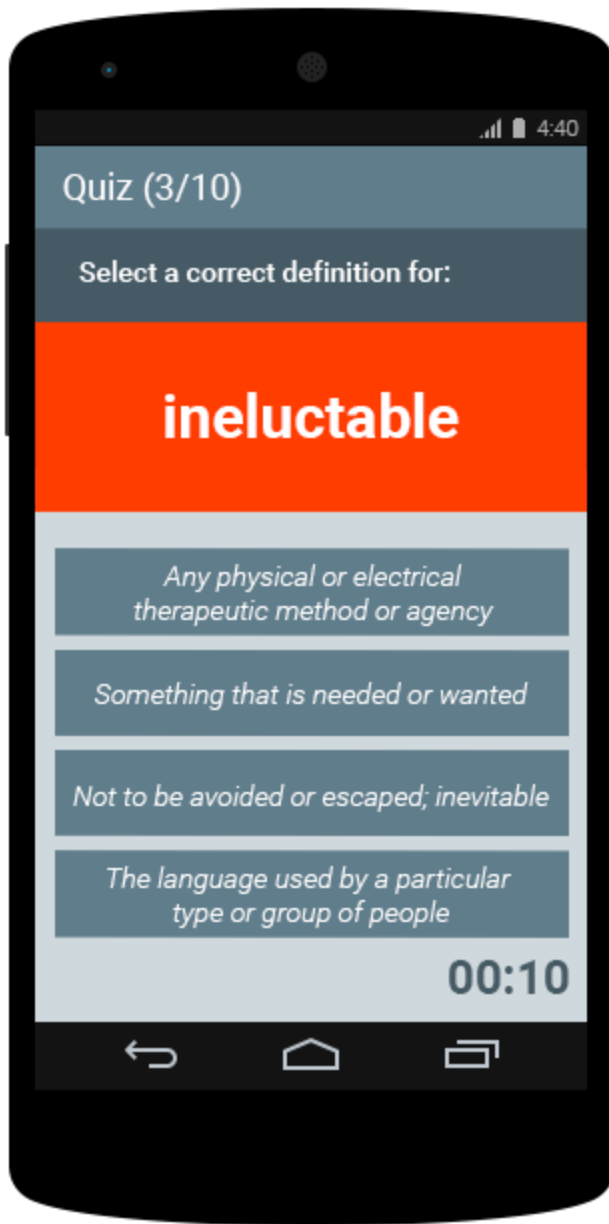 4:40
Quiz (3/10)
Select a correct definition for:
ineluctable
Any physical or electrical
therapeutic method or agency
Something that is needed or wanted
Not to be avoided or escaped; inevitable
The language used by a particular
type or group of people
00:10